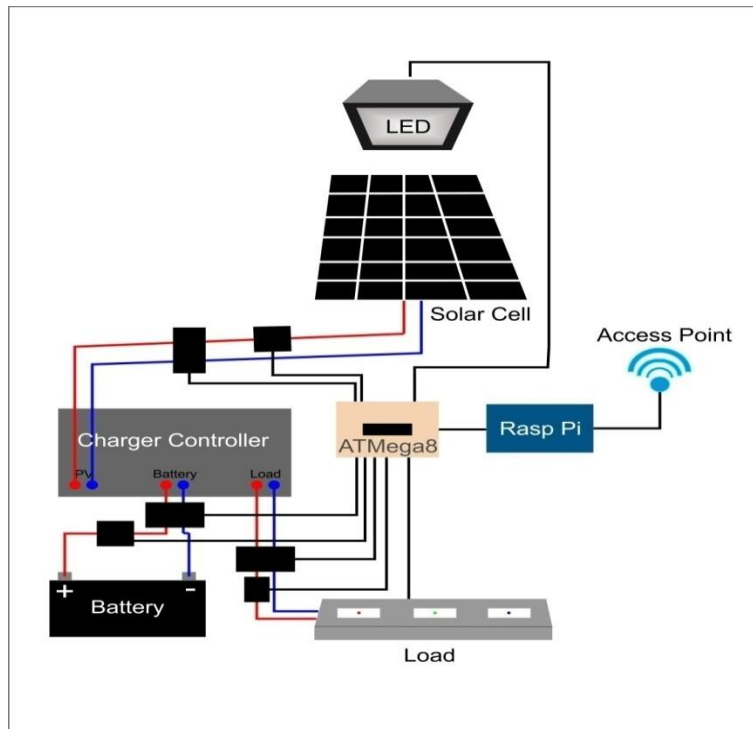 LED
Solar Cell
Access Point
Charger Controller
PV
Battery
Load
ATMega8
Rasp Pi
+
-
Battery
Load